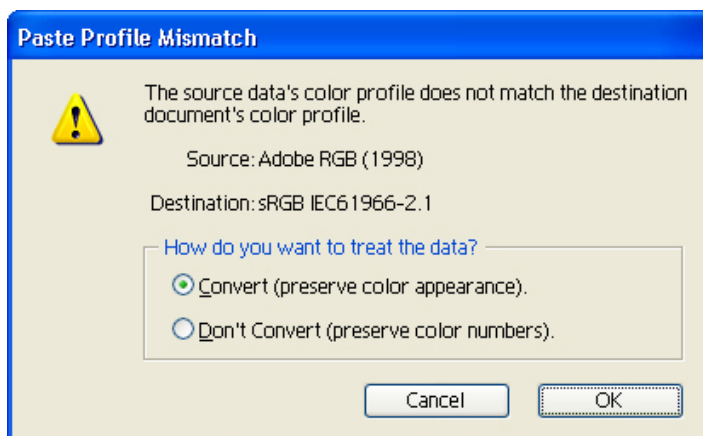 Paste Profile Mismatch
The source data's color profile does not match the destination
document's color profile.
Source: Adobe RGB (1998)
Destination: sRGB IEC61966-2.1
How do you want to treat the data?
Convert (preserve color appearance).
Don't Convert (preserve color numbers).
Cancel OK